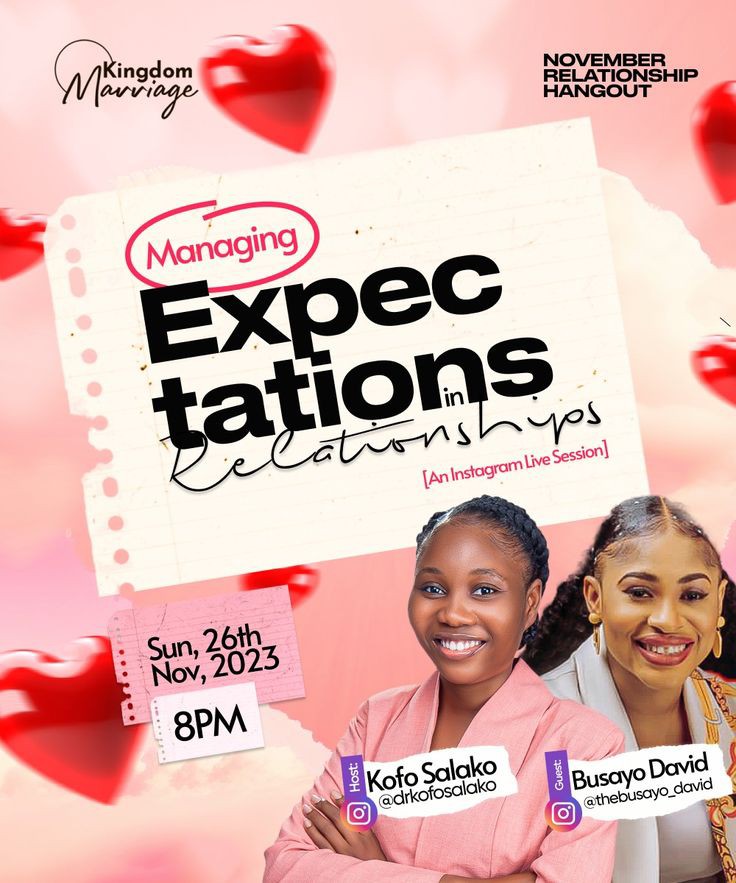 Kingdom
Marriage
NOVEMBER
RELATIONSHIP
HANGOUT
Managing
Expec
tations
in
Relationships
[An Instagram Live Session]
Sun, 26th
Nov, 2023
8PM
Host:
Kofo Salako
@drkofosalako
Guest:
Busayo David
@thebusayo_david